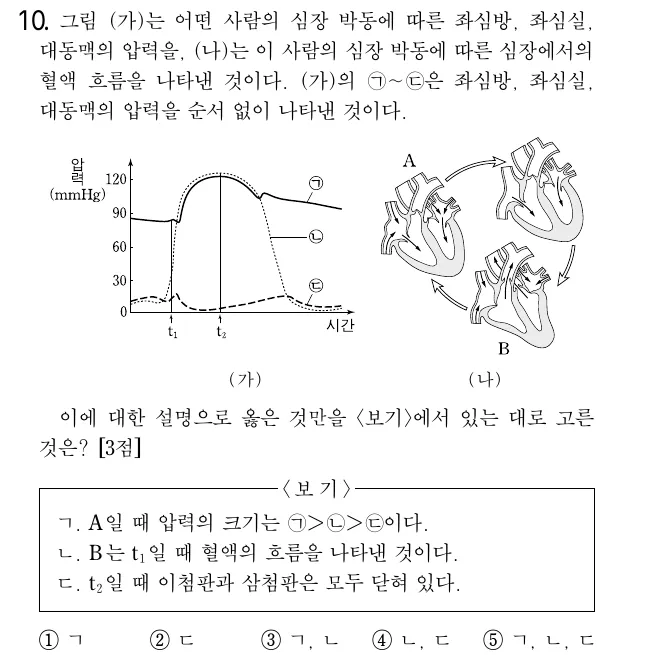 10. 그림 (가)는 어떤 사람의 심장 박동에 따른 좌심방, 좌심실,
대동맥의 압력을, (나)는 이 사람의 심장 박동에 따른 심장에서의
혈액 흐름을 나타낸 것이다. (가)의 ㉠~㉢은 좌심방, 좌심실,
대동맥의 압력을 순서 없이 나타낸 것이다.
압력
(mmHg)
120
90
60
30
0
㉠
㉡
㉢
t₁
t₂
시간
(가)
A
B
(나)
이에 대한 설명으로 옳은 것만을 〈보기〉에서 있는 대로 고른
것은? [3점]
〈보 기〉
ㄱ. A일 때 압력의 크기는 ㉠>㉡>㉢이다.
ㄴ. B는 t₁일 때 혈액의 흐름을 나타낸 것이다.
ㄷ. t₂일 때 이첨판과 삼첨판은 모두 닫혀 있다.
① ㄱ ② ㄷ ③ ㄱ, ㄴ ④ ㄴ, ㄷ ⑤ ㄱ, ㄴ, ㄷ